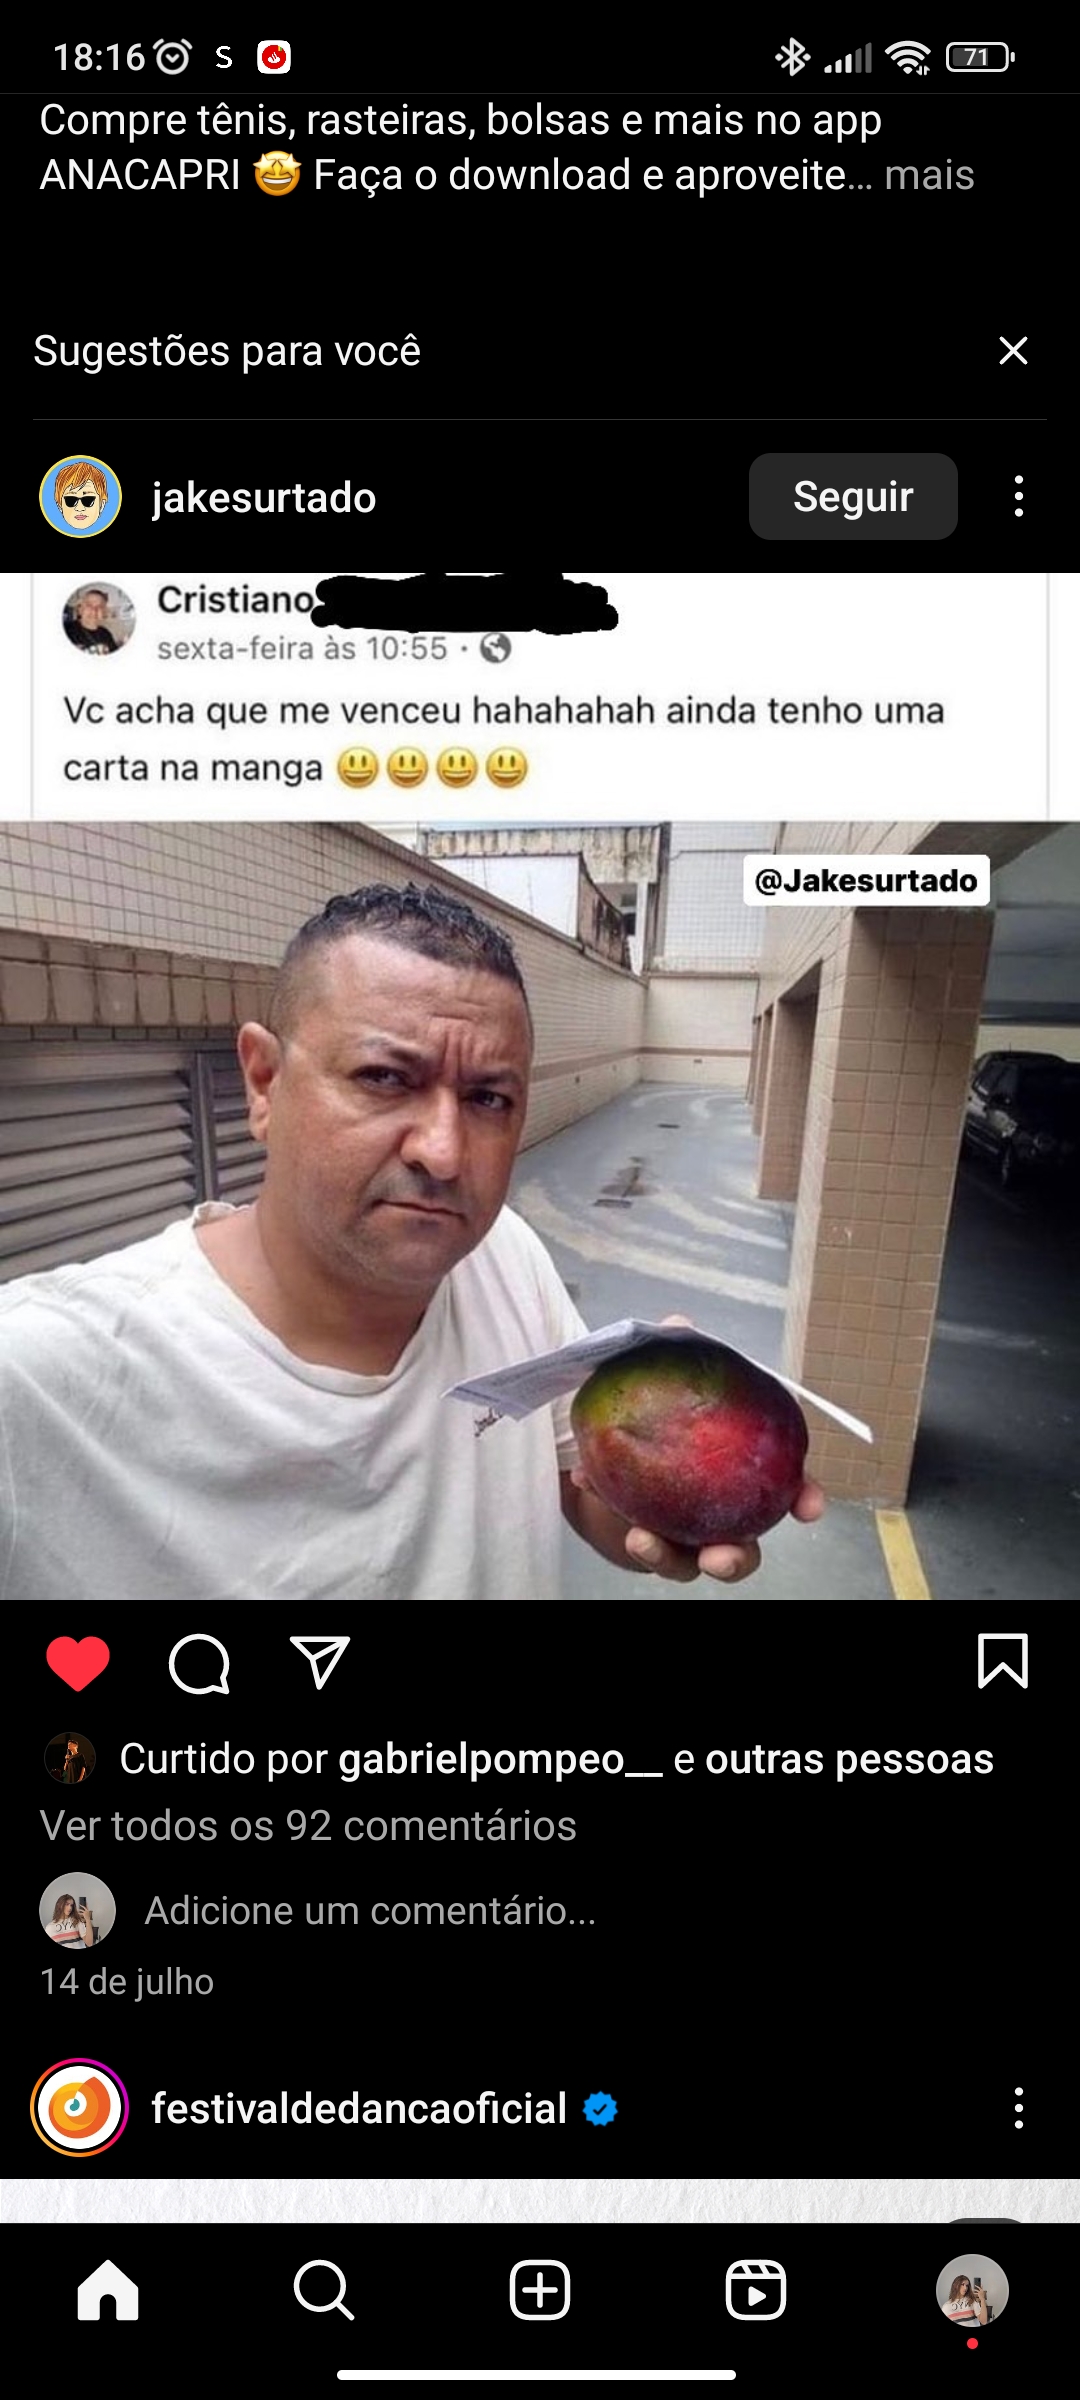 18:16 S 71
Compre tênis, rasteiras, bolsas e mais no app
ANACAPRI 🤩 Faça o download e aproveite... mais
Sugestões para você
jakesurtado Seguir
Cristiano
sexta-feira às 10:55 ·
Vc acha que me venceu hahahahah ainda tenho uma
carta na manga 😃😃😃😃
@Jakesurtado
Curtido por gabrielpompeo__ e outras pessoas
Ver todos os 92 comentários
Adicione um comentário...
14 de julho
festivaldedancaoficial